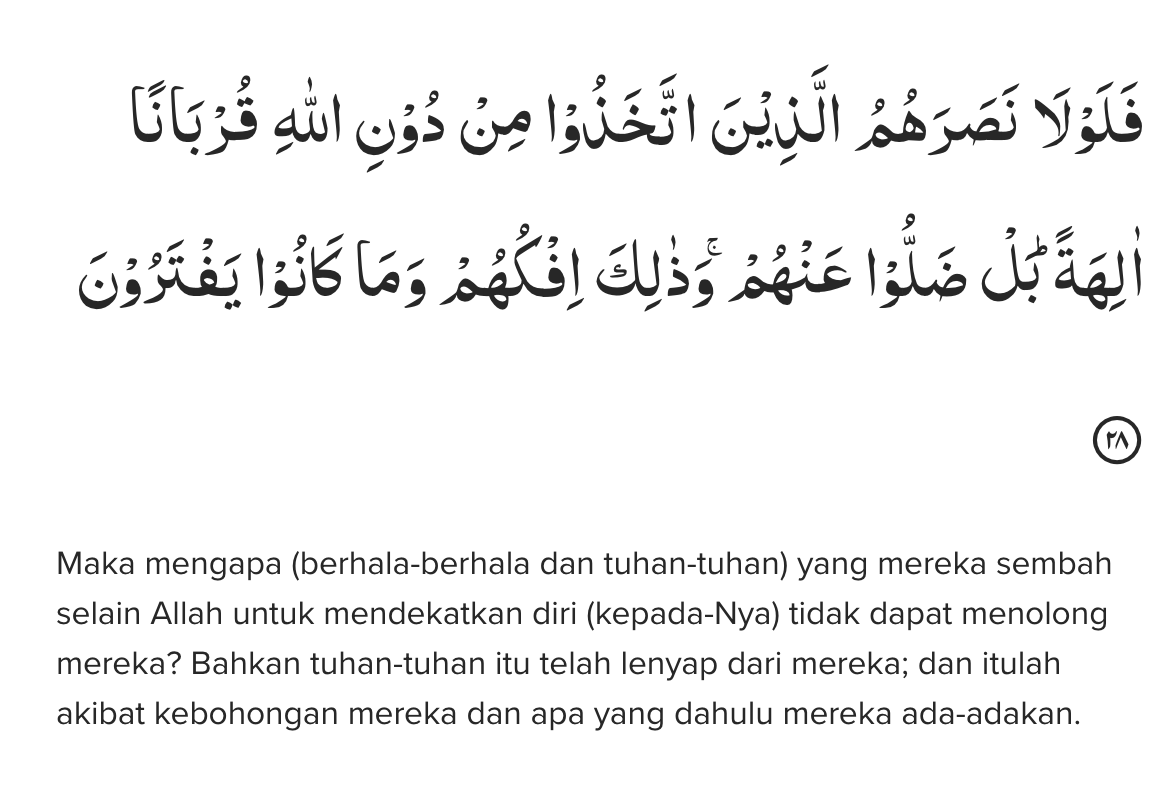 فَلَوْلَا نَصَرَهُمُ الَّذِيْنَ اتَّخَذُوْا مِنْ دُوْنِ اللّٰهِ قُرْبَانًا
اٰلِهَةً ۗبَلْ ضَلُّوْا عَنْهُمْ ۚوَذٰلِكَ اِفْكُهُمْ وَمَا كَانُوْا يَفْتَرُوْنَ
٢٨
Maka mengapa (berhala-berhala dan tuhan-tuhan) yang mereka sembah
selain Allah untuk mendekatkan diri (kepada-Nya) tidak dapat menolong
mereka? Bahkan tuhan-tuhan itu telah lenyap dari mereka; dan itulah
akibat kebohongan mereka dan apa yang dahulu mereka ada-adakan.